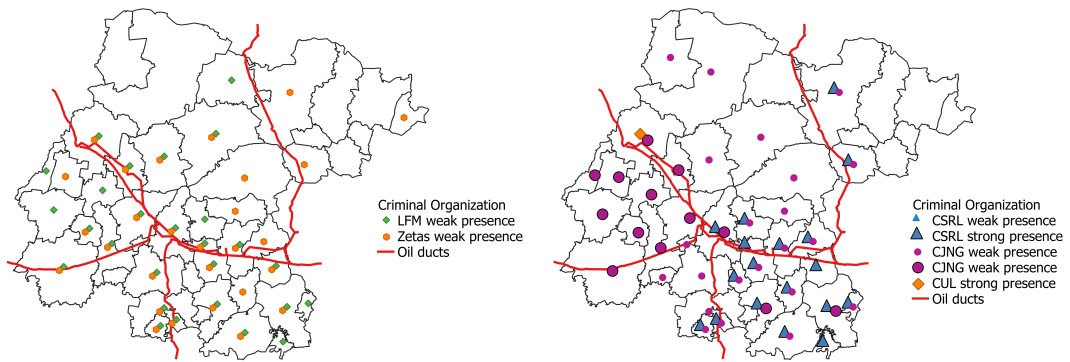 Criminal Organization
LFM weak presence
Zetas weak presence
Oil ducts
Criminal Organization
CSRL weak presence
CSRL strong presence
CJNG weak presence
CJNG weak presence
CUL strong presence
Oil ducts